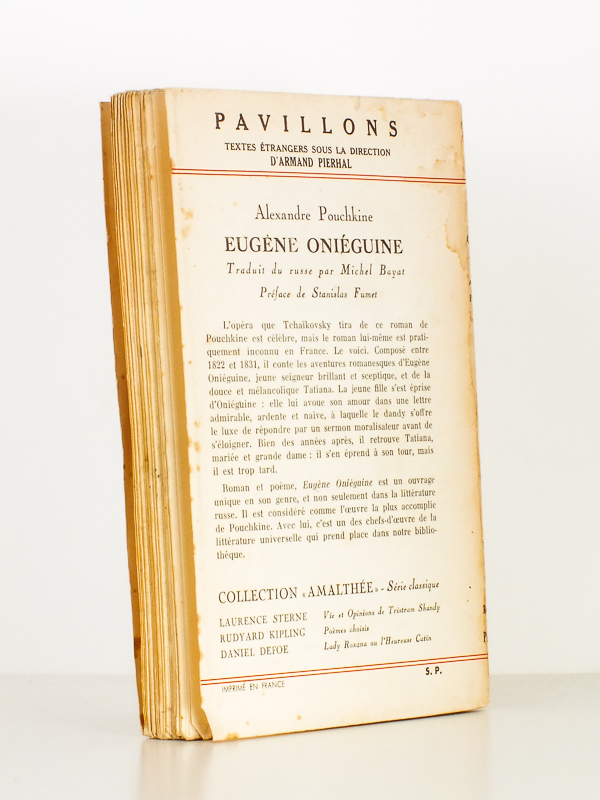 PAVILLONS
TEXTES ÉTRANGERS SOUS LA DIRECTION
D'ARMAND PIERHAL
Alexandre Pouchkine
EUGÈNE ONIÉGUINE
Traduit du russe par Michel Bayat
Préface de Stanislas Fumet
L'opéra que Tchaïkovsky tira de ce roman de
Pouchkine est célèbre, mais le roman lui-même est prati-
quement inconnu en France. Le voici. Composé entre
1822 et 1831, il conte les aventures romanesques d'Eugène
Oniéguine, jeune seigneur brillant et sceptique, et de la
douce et mélancolique Tatiana. La jeune fille s'est éprise
d'Oniéguine : elle lui avoue son amour dans une lettre
admirable, ardente et naïve, à laquelle le dandy s'offre
le luxe de répondre par un sermon moralisateur avant de
s'éloigner. Bien des années après, il retrouve Tatiana,
mariée et grande dame : il s'en éprend à son tour, mais
il est trop tard.
Roman et poème, Eugène Oniéguine est un ouvrage
unique en son genre, et non seulement dans la littérature
russe. Il est considéré comme l'œuvre la plus accomplie
de Pouchkine. Avec lui, c'est un des chefs-d'œuvre de la
littérature universelle qui prend place dans notre biblio-
thèque.
COLLECTION «AMALTHÉE» - Série classique
LAURENCE STERNE Vie et Opinions de Tristram Shandy
RUDYARD KIPLING Poèmes choisis
DANIEL DEFOE Lady Roxana ou l'Heureuse Catin
S. P.
IMPRIMÉ EN FRANCE